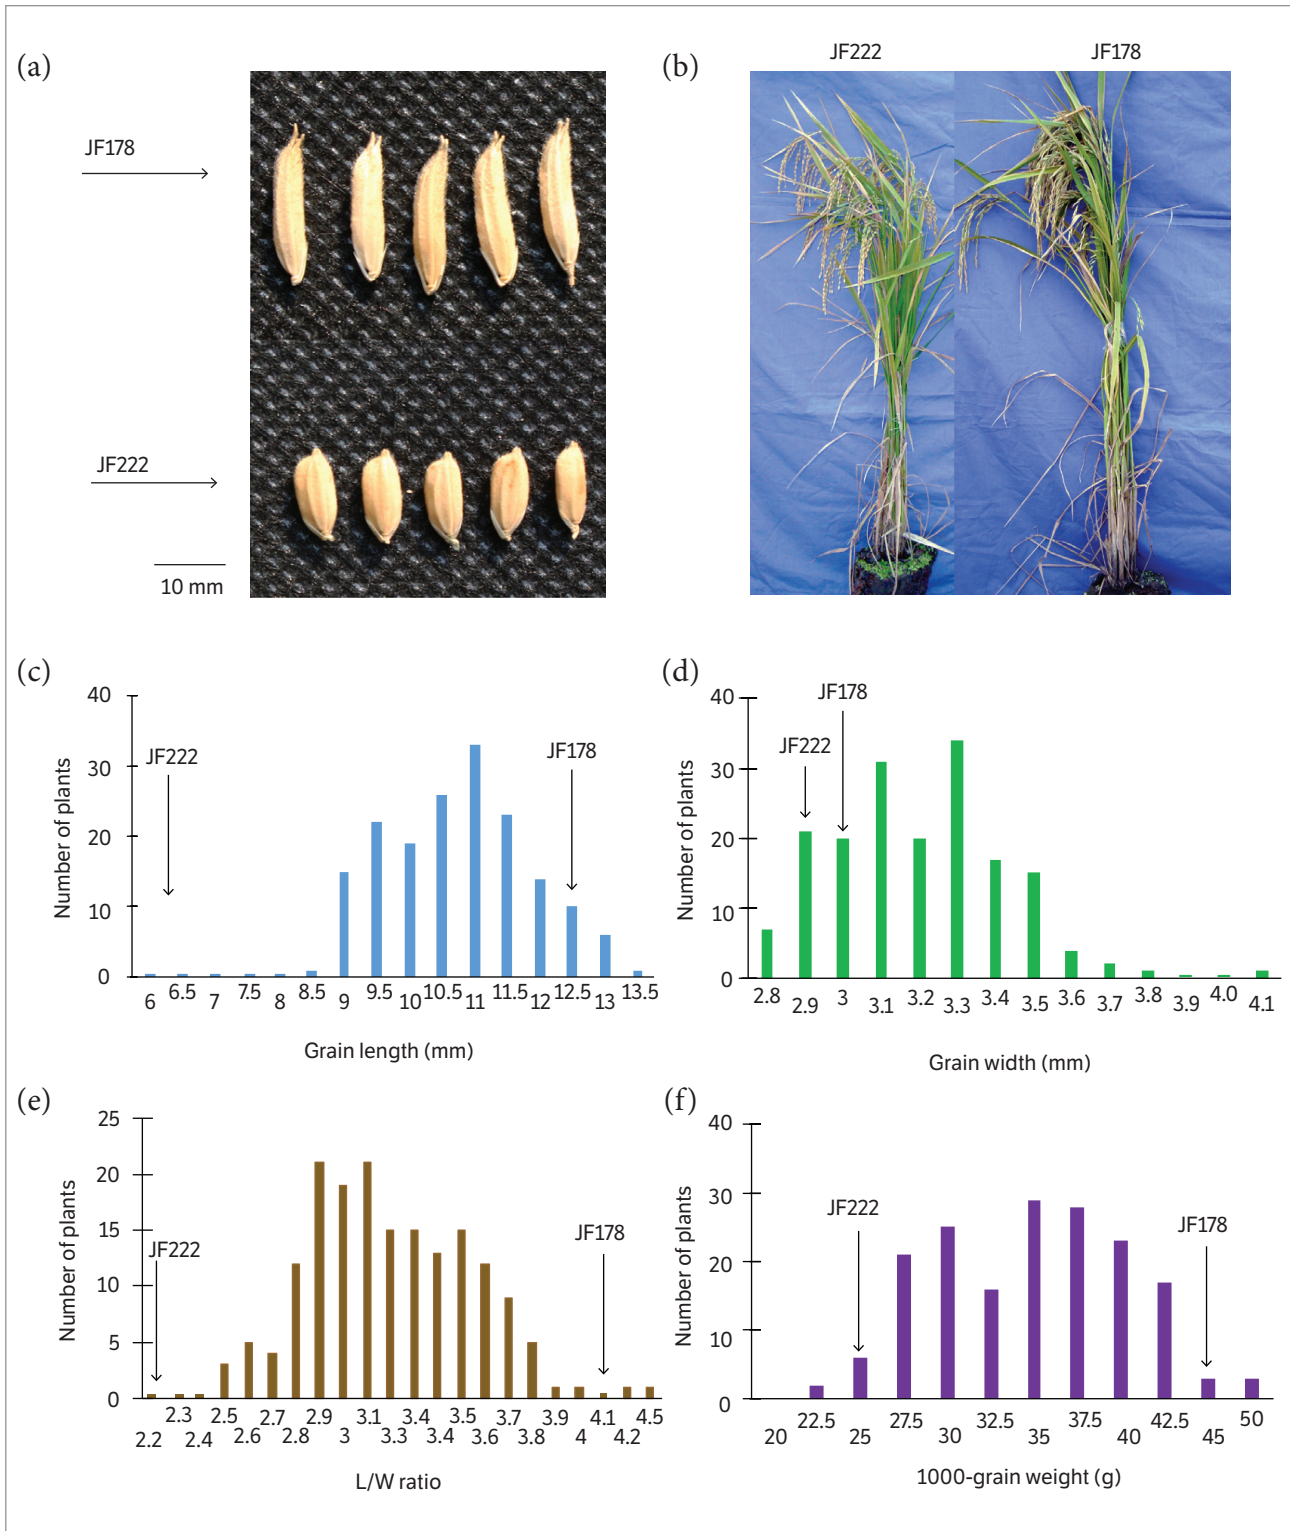 (a)
JF178
JF222
10 mm
(b)
JF222 JF178
(c)
Number of plants
40
30
20
10
0
JF222
JF178
6 6.5 7 7.5 8 8.5 9 9.5 10 10.5 11 11.5 12 12.5 13 13.5
Grain length (mm)
(d)
Number of plants
40
30
20
10
0
JF222
JF178
2.8 2.9 3 3.1 3.2 3.3 3.4 3.5 3.6 3.7 3.8 3.9 4.0 4.1
Grain width (mm)
(e)
Number of plants
25
20
15
10
5
0
JF222
JF178
2.2 2.3 2.4 2.5 2.6 2.7 2.8 2.9 3 3.1 3.3 3.4 3.4 3.5 3.6 3.7 3.8 3.9 4 4.1 4.2 4.5
L/W ratio
(f)
Number of plants
40
30
20
10
0
JF222
JF178
20 22.5 25 27.5 30 32.5 35 37.5 40 42.5 45 50
1000-grain weight (g)